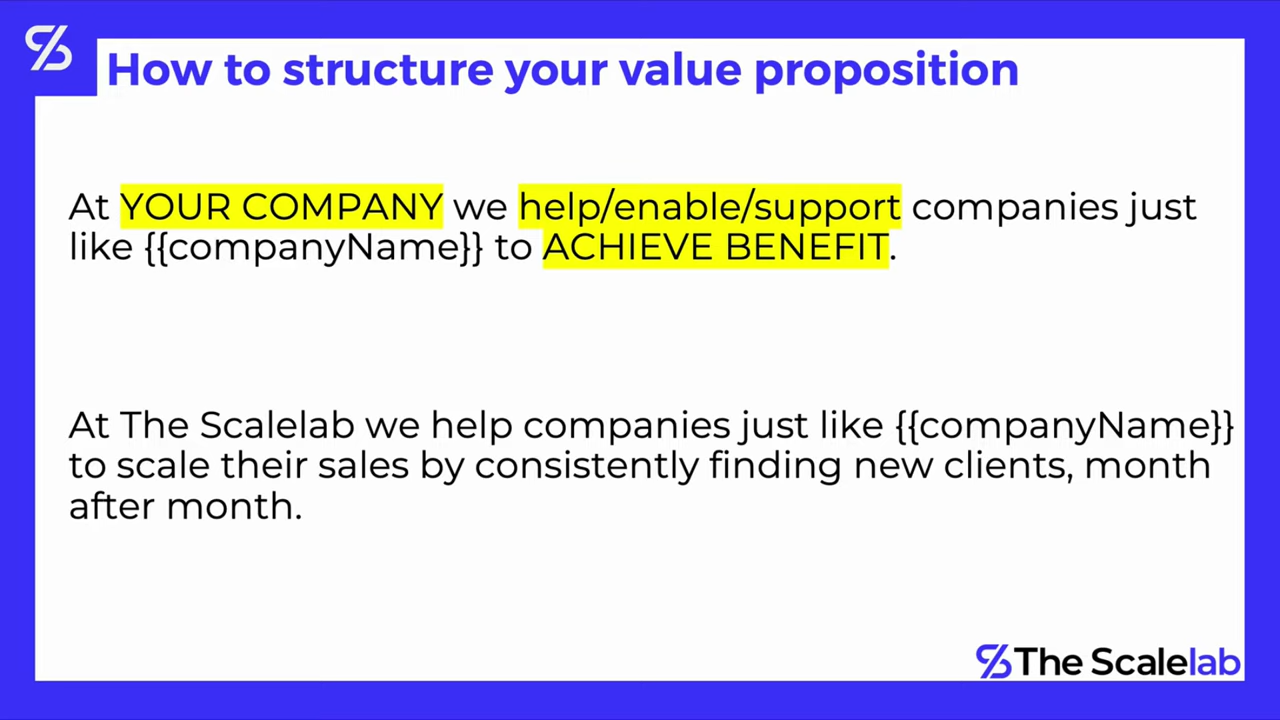 How to structure your value proposition
At YOUR COMPANY we help/enable/support companies just
like {{companyName}} to ACHIEVE BENEFIT.
At The Scalelab we help companies just like {{companyName}}
to scale their sales by consistently finding new clients, month
after month.
The Scalelab